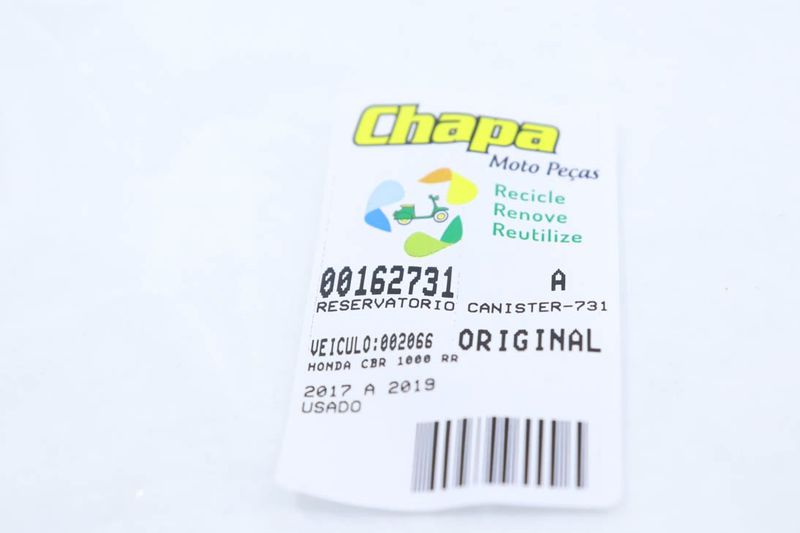 Chapa
Moto Peças
Recicle
Renove
Reutilize
00162731 A
RESERVATORIO CANISTER-731
VEICULO:002066 ORIGINAL
HONDA CBR 1000 RR
2017 A 2019
USADO